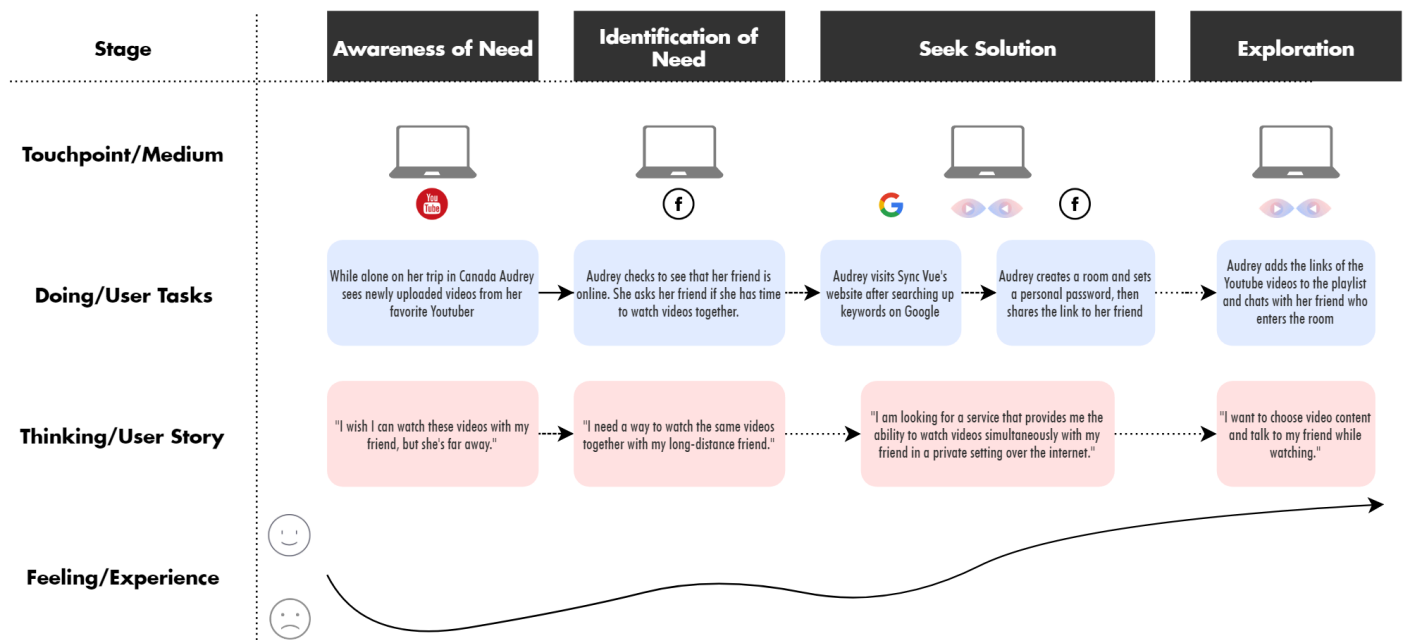 Stage
Awareness of Need
Identification of
Need
Seek Solution
Exploration
Touchpoint/Medium
You
Tube
f
G
f
Doing/User Tasks
While alone on her trip in Canada Audrey
sees newly uploaded videos from her
favorite Youtuber
Audrey checks to see that her friend is
online. She asks her friend if she has time
to watch videos together.
Audrey visits Sync Vue's
website after searching up
keywords on Google
Audrey creates a room and sets
a personal password, then
shares the link to her friend
Audrey adds the links of the
Youtube videos to the playlist
and chats with her friend who
enters the room
Thinking/User Story
"I wish I can watch these videos with my
friend, but she's far away."
"I need a way to watch the same videos
together with my long-distance friend."
"I am looking for a service that provides me the
ability to watch videos simultaneously with my
friend in a private setting over the internet."
"I want to choose video content
and talk to my friend while
watching."
Feeling/Experience